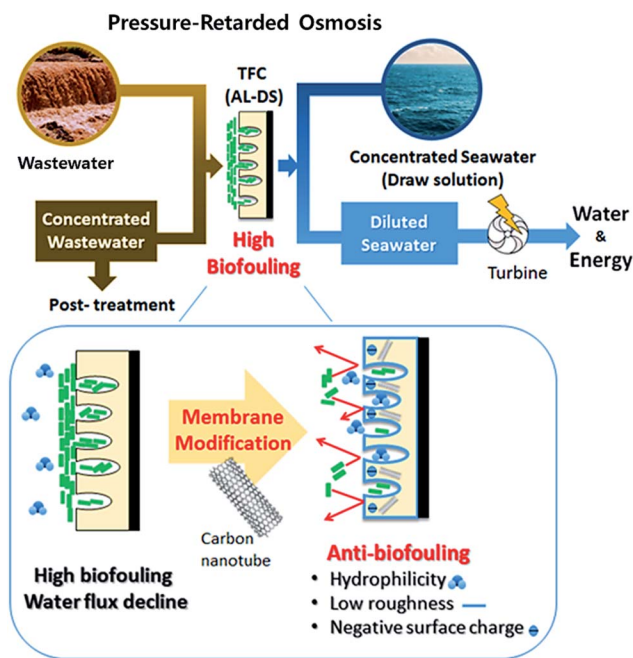 Pressure-Retarded Osmosis
TFC
(AL-DS)
Wastewater
Concentrated Seawater
(Draw solution)
Concentrated
Wastewater
High
Biofouling
Diluted
Seawater
Turbine
Water
&
Energy
Post- treatment
Membrane
Modification
Carbon
nanotube
High biofouling
Water flux decline
Anti-biofouling
• Hydrophilicity
• Low roughness
• Negative surface charge